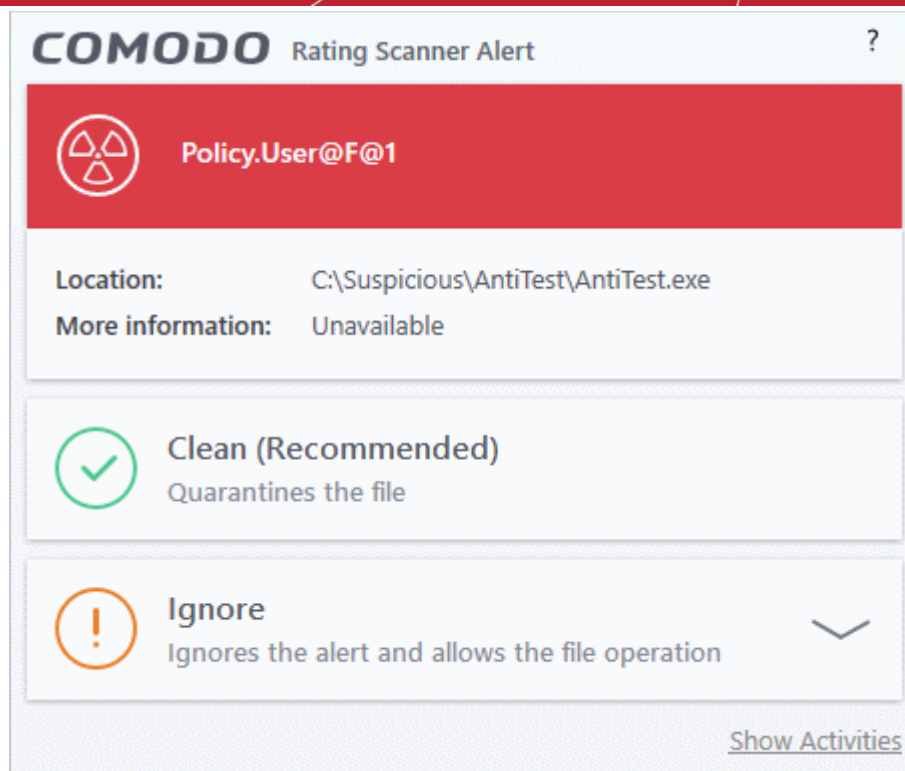 COMODO Rating Scanner Alert ?
Policy.User@F@1
Location: C:\Suspicious\AntiTest\AntiTest.exe
More information: Unavailable
Clean (Recommended)
Quarantines the file
Ignore
Ignores the alert and allows the file operation
Show Activities